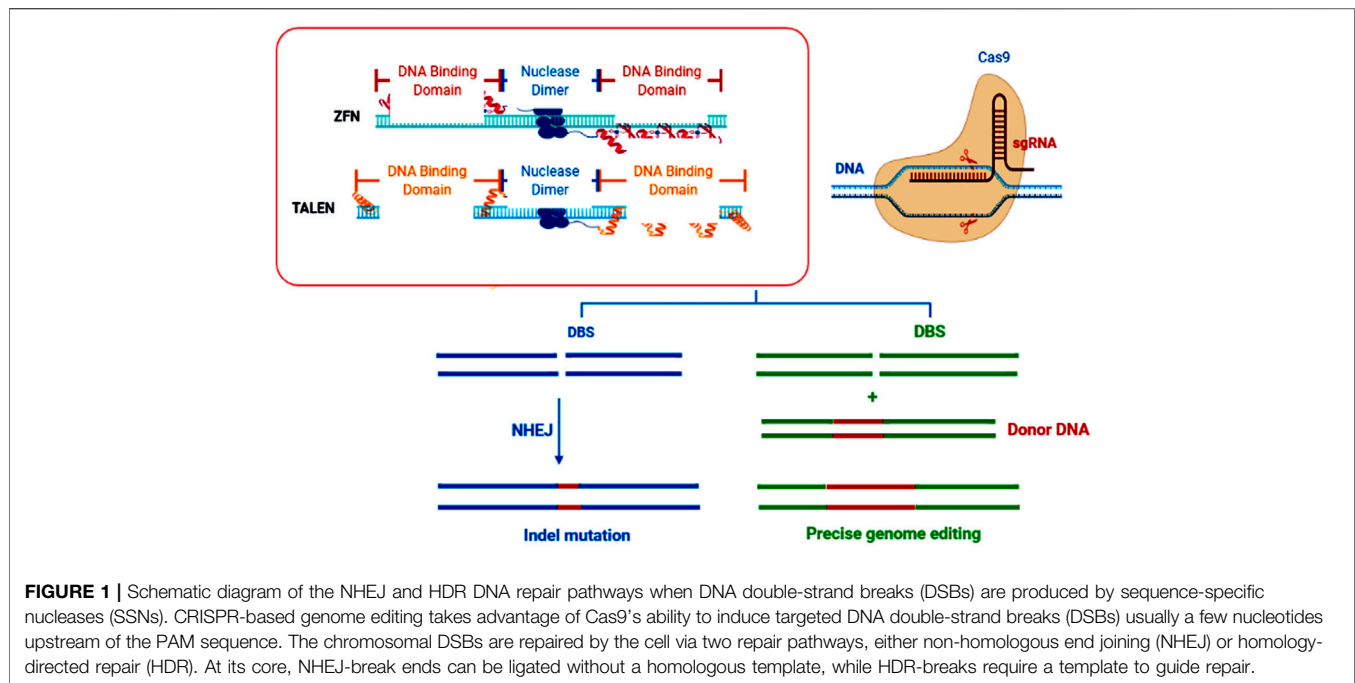 DNA Binding
Domain
Nuclease
Dimer
DNA Binding
Domain
ZFN
DNA Binding
Domain
Nuclease
Dimer
DNA Binding
Domain
TALEN
Cas9
sgRNA
DNA
DBS
DBS
+
NHEJ
Donor DNA
Indel mutation
Precise genome editing
FIGURE 1 | Schematic diagram of the NHEJ and HDR DNA repair pathways when DNA double-strand breaks (DSBs) are produced by sequence-specific
nucleases (SSNs). CRISPR-based genome editing takes advantage of Cas9's ability to induce targeted DNA double-strand breaks (DSBs) usually a few nucleotides
upstream of the PAM sequence. The chromosomal DSBs are repaired by the cell via two repair pathways, either non-homologous end joining (NHEJ) or homology-
directed repair (HDR). At its core, NHEJ-break ends can be ligated without a homologous template, while HDR-breaks require a template to guide repair.